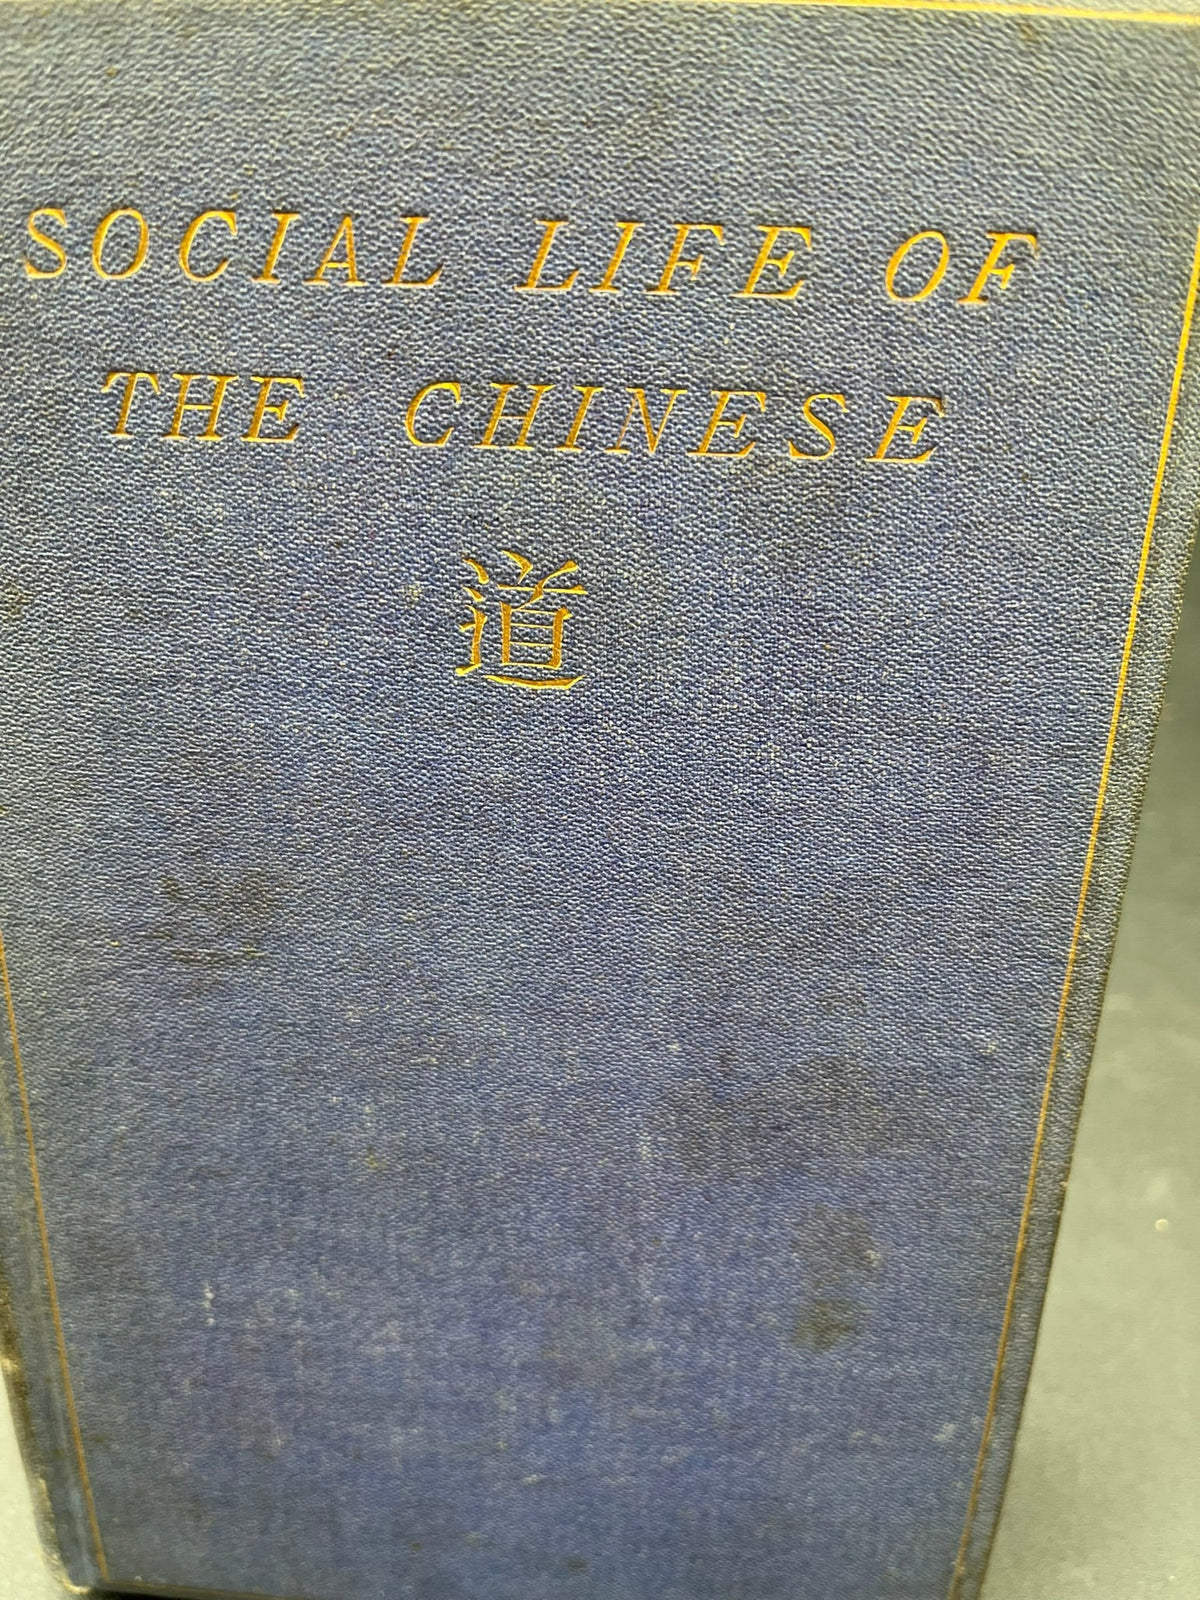 SOCIAL LIFE OF
THE CHINESE
道